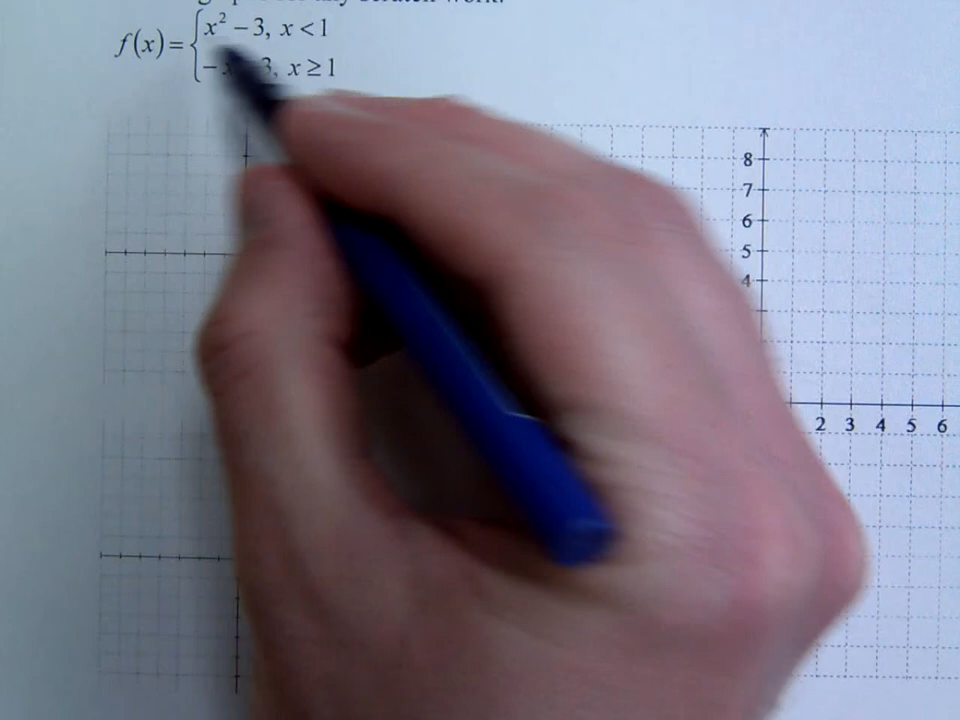 f(x) = { x² − 3, x < 1
− x 3, x ≥ 1
8
7
6
5
4
2 3 4 5 6